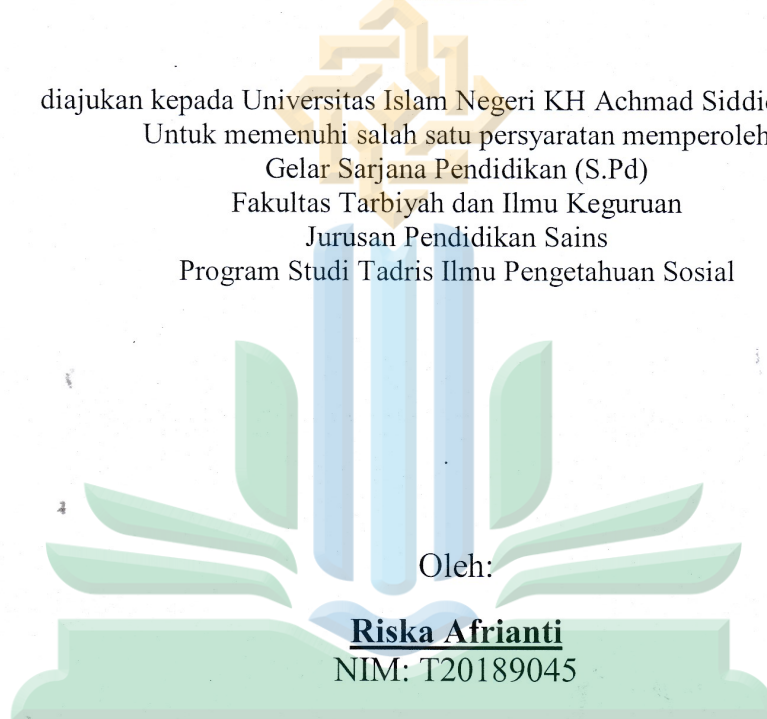 diajukan kepada Universitas Islam Negeri KH Achmad
Untuk memenuhi salah satu persyaratan memperoleh
Gelar Sarjana Pendidikan (S.Pd)
Fakultas Tarbiyah dan Ilmu Keguruan
Jurusan Pendidikan Sains
Program Studi Tadris Ilmu Pengetahuan Sosial
Oleh:
Riska Afrianti
NIM: T20189045